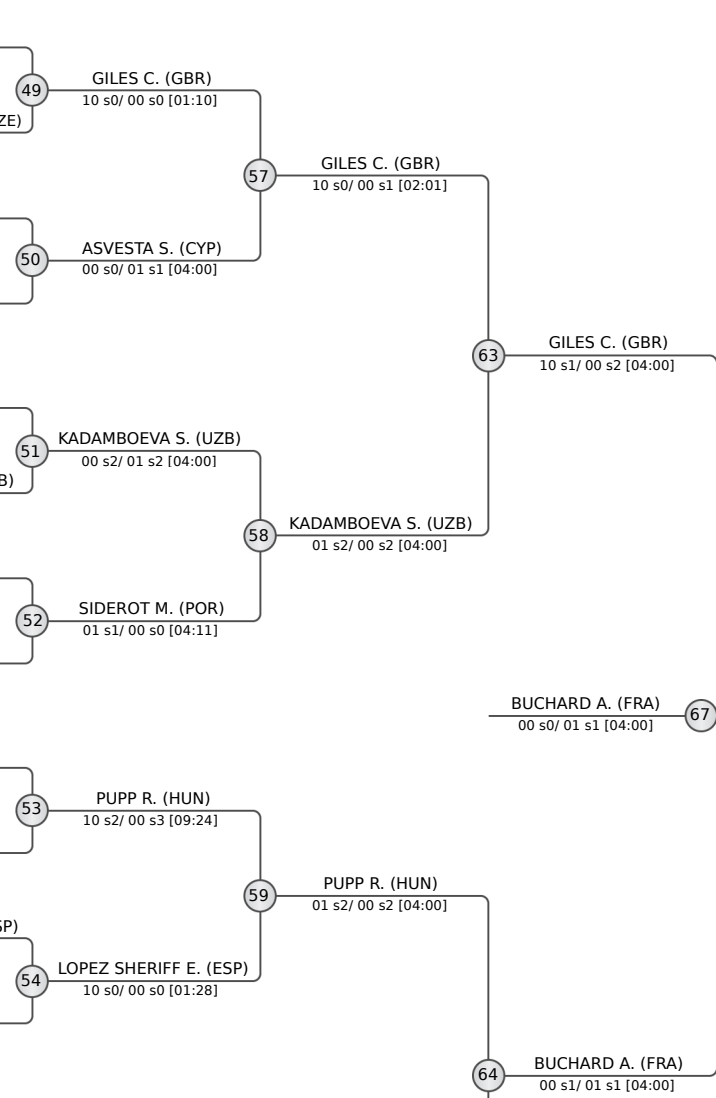 49
GILES C. (GBR)
10 s0/ 00 s0 [01:10]
ZE)
57
GILES C. (GBR)
10 s0/ 00 s1 [02:01]
50
ASVESTA S. (CYP)
00 s0/ 01 s1 [04:00]
63
GILES C. (GBR)
10 s1/ 00 s2 [04:00]
51
KADAMBOEVA S. (UZB)
00 s2/ 01 s2 [04:00]
B)
58
KADAMBOEVA S. (UZB)
01 s2/ 00 s2 [04:00]
52
SIDEROT M. (POR)
01 s1/ 00 s0 [04:11]
BUCHARD A. (FRA)
00 s0/ 01 s1 [04:00]
67
53
PUPP R. (HUN)
10 s2/ 00 s3 [09:24]
59
PUPP R. (HUN)
01 s2/ 00 s2 [04:00]
SP)
54
LOPEZ SHERIFF E. (ESP)
10 s0/ 00 s0 [01:28]
64
BUCHARD A. (FRA)
00 s1/ 01 s1 [04:00]